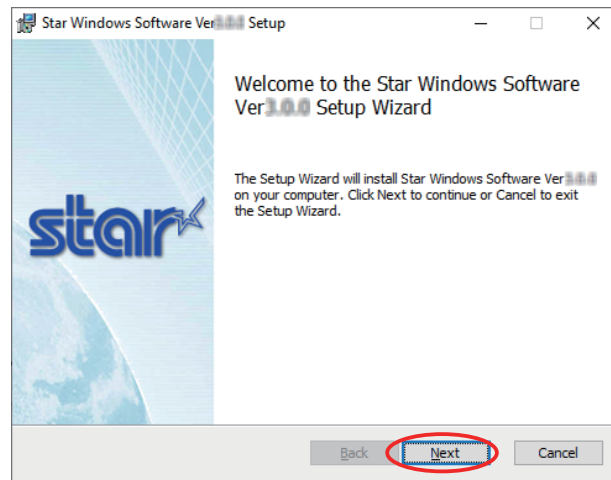 Star Windows Software Ver Setup
Welcome to the Star Windows Software
Ver Setup Wizard
The Setup Wizard will install Star Windows Software Ver
on your computer. Click Next to continue or Cancel to exit
the Setup Wizard.
star
Back
Next
Cancel